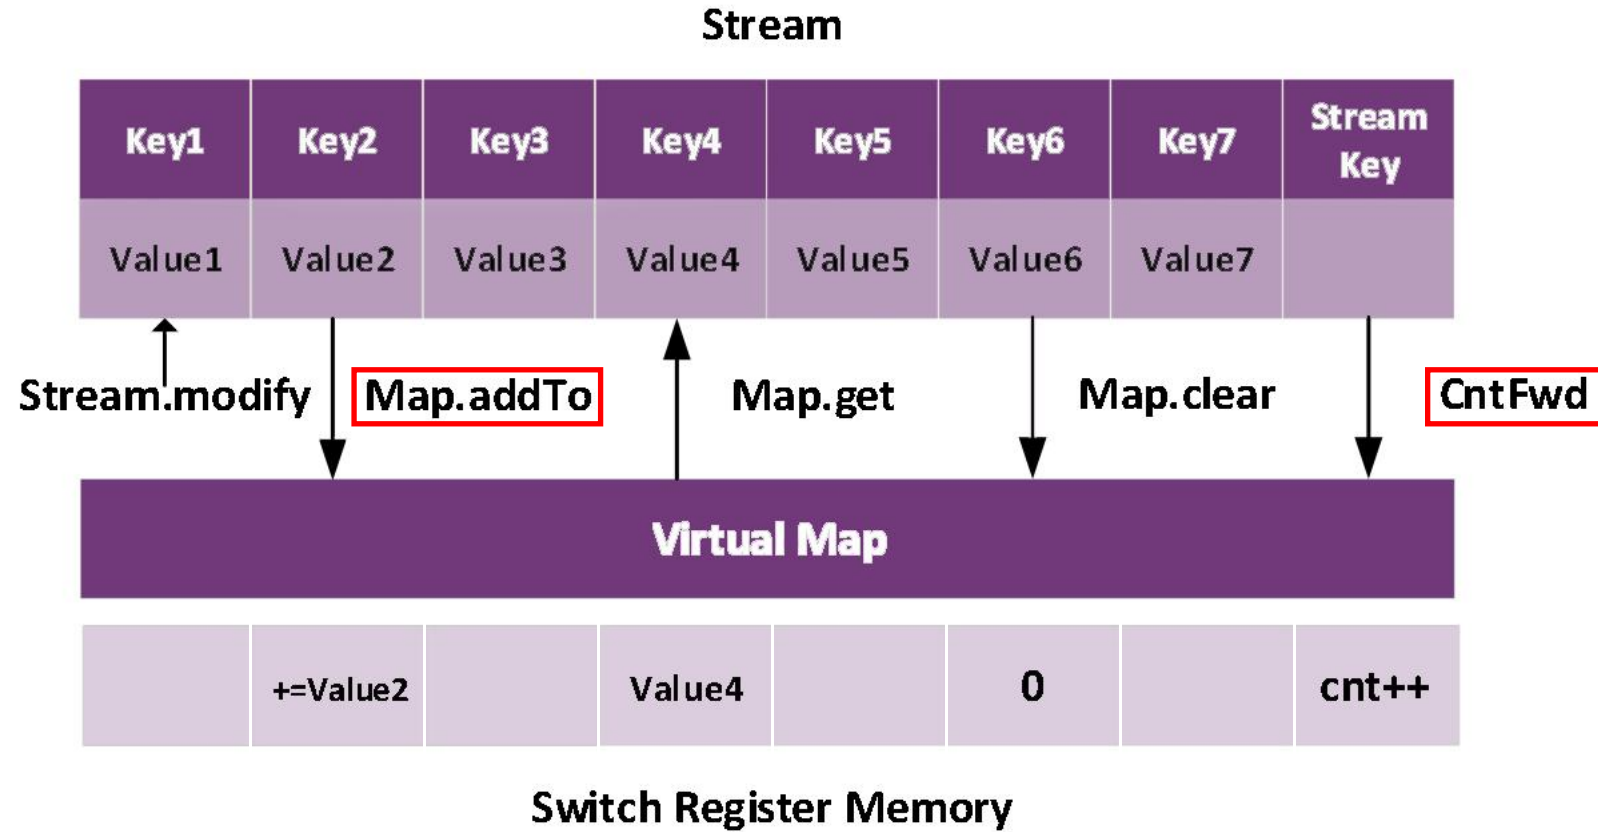 Stream
Key1 Key2 Key3 Key4 Key5 Key6 Key7 Stream Key
Value1 Value2 Value3 Value4 Value5 Value6 Value7
Stream.modify Map.addTo Map.get Map.clear CntFwd
Virtual Map
+=Value2 Value4 0 cnt++
Switch Register Memory